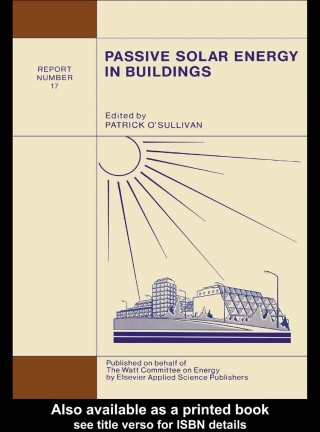 REPORT
NUMBER
17
PASSIVE SOLAR ENERGY
IN BUILDINGS
Edited by
PATRICK O'SULLIVAN
Published on behalf of
The Watt Committee on Energy
by Elsevier Applied Science Publishers
Also available as a printed book
see title verso for ISBN details